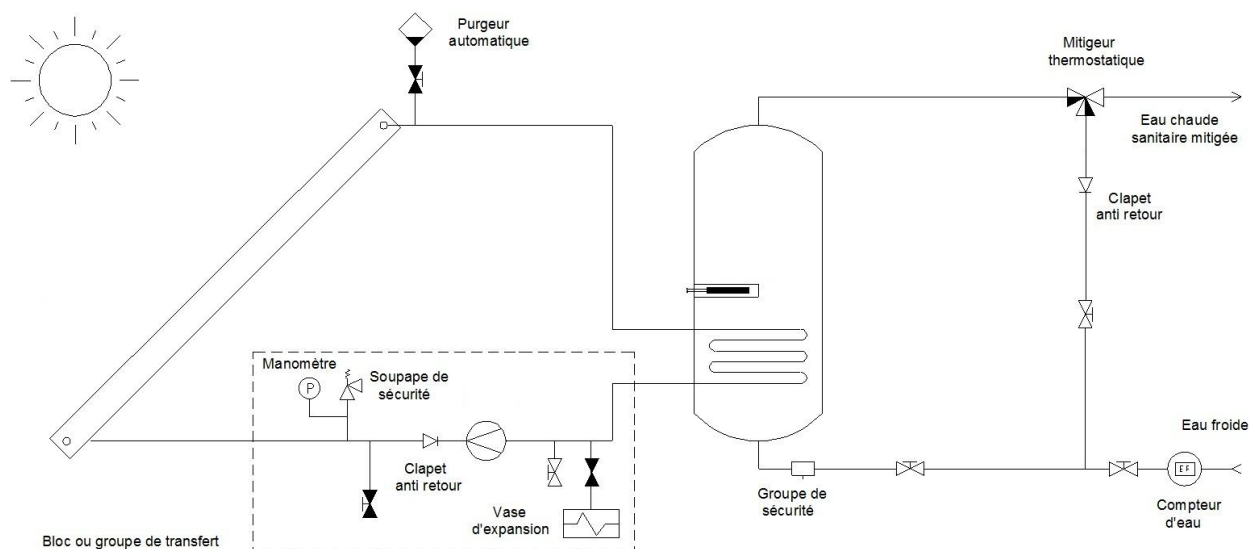 Purgeur
automatique
Mitigeur
thermostatique
Eau chaude
sanitaire mitigée
Clapet
anti retour
Manomètre
P
Soupape de
sécurité
Clapet
anti retour
Vase
d'expansion
Bloc ou groupe de transfert
Groupe de
sécurité
Eau froide
E F
Compteur
d'eau